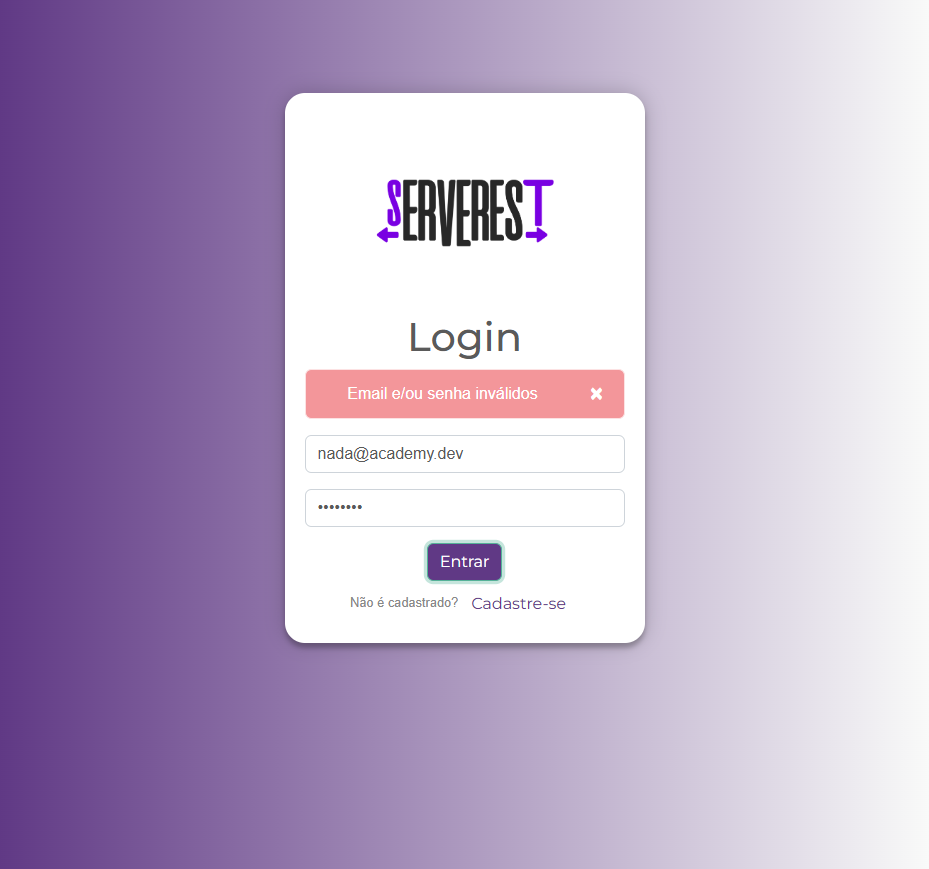 SERVEREST
Login
Email e/ou senha inválidos
nada@academy.dev
••••••••
Entrar
Não é cadastrado? Cadastre-se